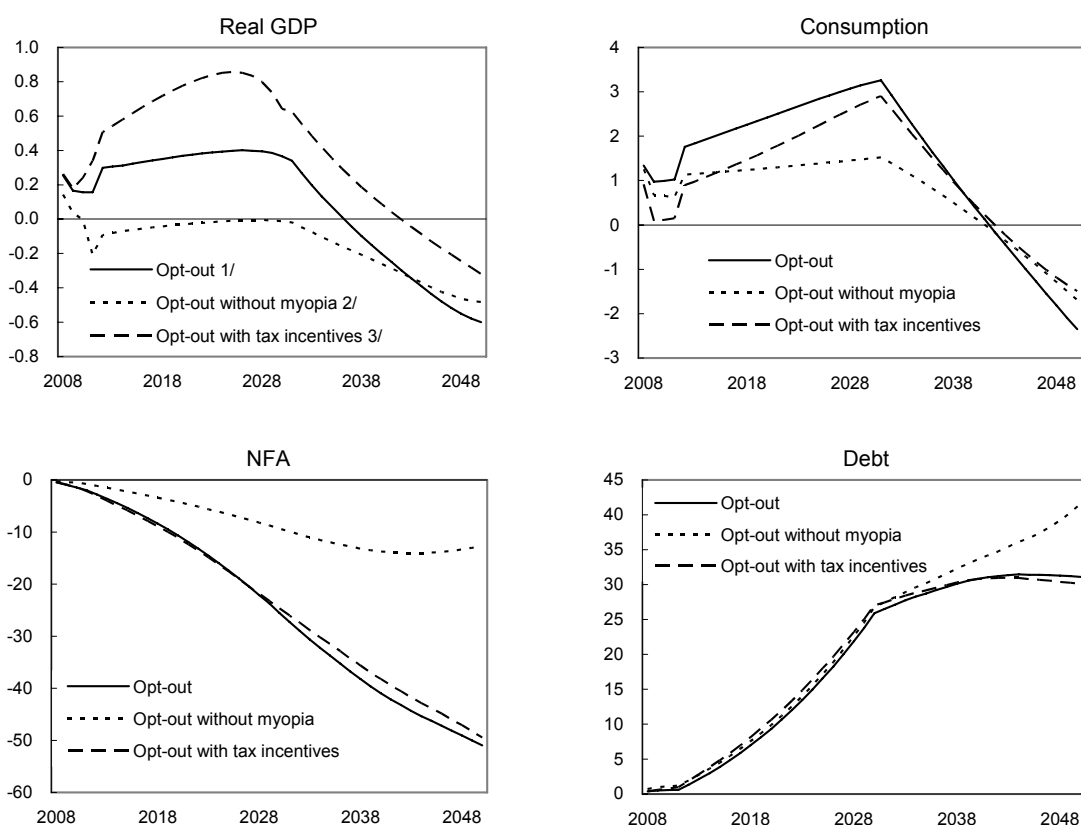 Real GDP
1.0
0.8
0.6
0.4
0.2
0.0
-0.2
-0.4
-0.6
-0.8
Opt-out 1/
Opt-out without myopia 2/
Opt-out with tax incentives 3/
2008 2018 2028 2038 2048
Consumption
4
3
2
1
0
-1
-2
-3
Opt-out
Opt-out without myopia
Opt-out with tax incentives
2008 2018 2028 2038 2048
NFA
0
-10
-20
-30
-40
-50
-60
Opt-out
Opt-out without myopia
Opt-out with tax incentives
2008 2018 2028 2038 2048
Debt
45
40
35
30
25
20
15
10
5
0
Opt-out
Opt-out without myopia
Opt-out with tax incentives
2008 2018 2028 2038 2048